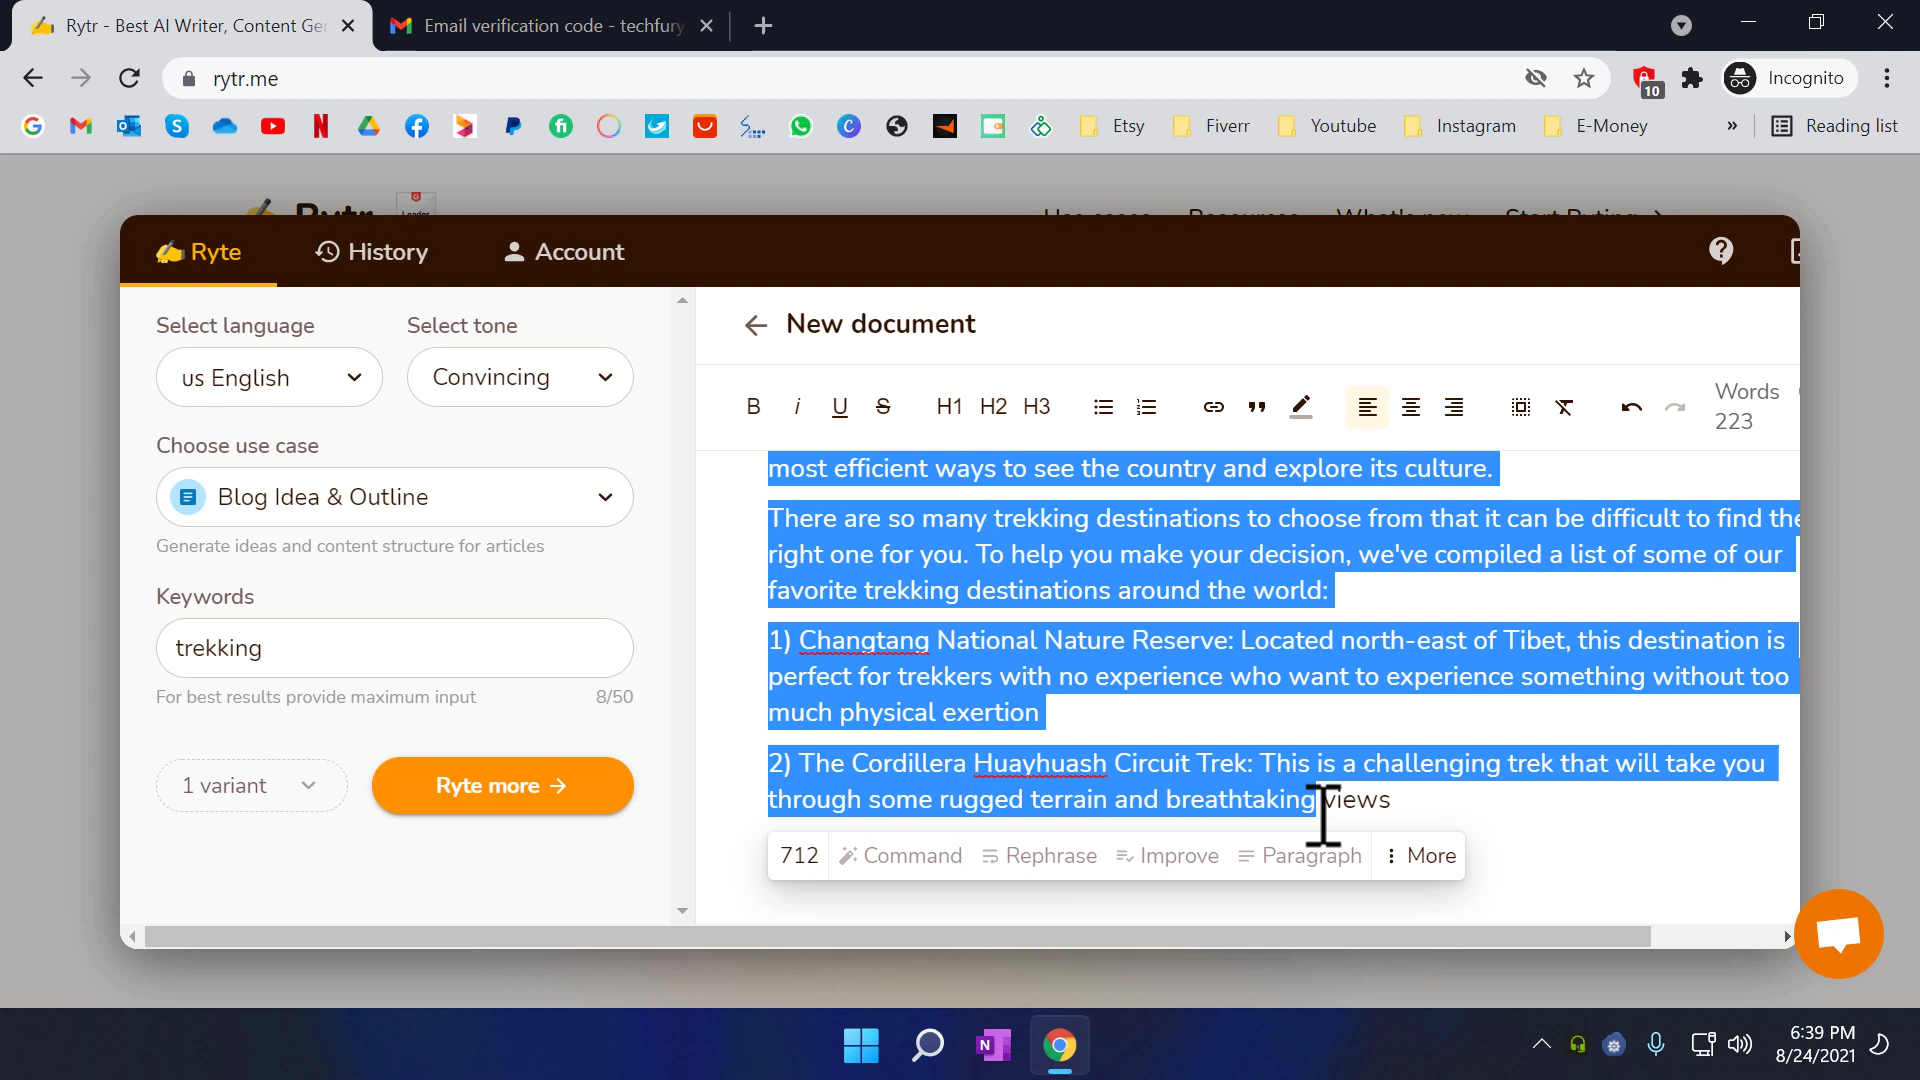 Rytr - Best AI Writer, Content Ger
Email verification code - techfury
rytr.me
10
Incognito
Etsy
Fiverr
Youtube
Instagram
E-Money
»
Reading list
Ryte
History
Account
Select language
Select tone
us English
Convincing
Choose use case
Blog Idea & Outline
Generate ideas and content structure for articles
Keywords
trekking
For best results provide maximum input
8/50
1 variant
Ryte more →
New document
B i U S H1 H2 H3
Words
223
most efficient ways to see the country and explore its culture.
There are so many trekking destinations to choose from that it can be difficult to find the
right one for you. To help you make your decision, we've compiled a list of some of our
favorite trekking destinations around the world:
1) Changtang National Nature Reserve: Located north-east of Tibet, this destination is
perfect for trekkers with no experience who want to experience something without too
much physical exertion
2) The Cordillera Huayhuash Circuit Trek: This is a challenging trek that will take you
through some rugged terrain and breathtaking views
712
Command
Rephrase
Improve
Paragraph
More
6:39 PM
8/24/2021